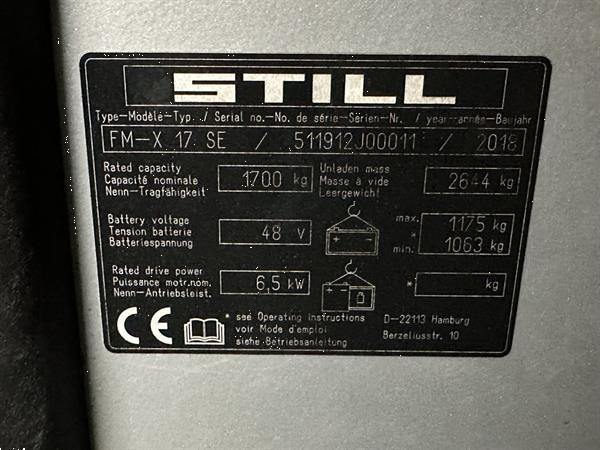 STILL
Type-Modèle-Typ. / Serial no.-No. de série-Serien-Nr. / year-année-Baujahr
FM-X 17 SE / 511912J00011 / 2018
Rated capacity
Capacité nominale
Nenn-Tragfähigkeit
1700 kg
Unladen mass
Masse à vide
Leergewicht
2644 kg
Battery voltage
Tension batterie
Batteriespannung
48 V
max. 1175 kg
*
min. 1063 kg
Rated drive power
Puissance motr.nom.
Nenn-Antriebsleist.
6,5 kW
* kg
CE
* see Operating instructions
voir Mode d'emploi
siehe Betriebsanleitung
D-22113 Hamburg
Berzeliusstr. 10